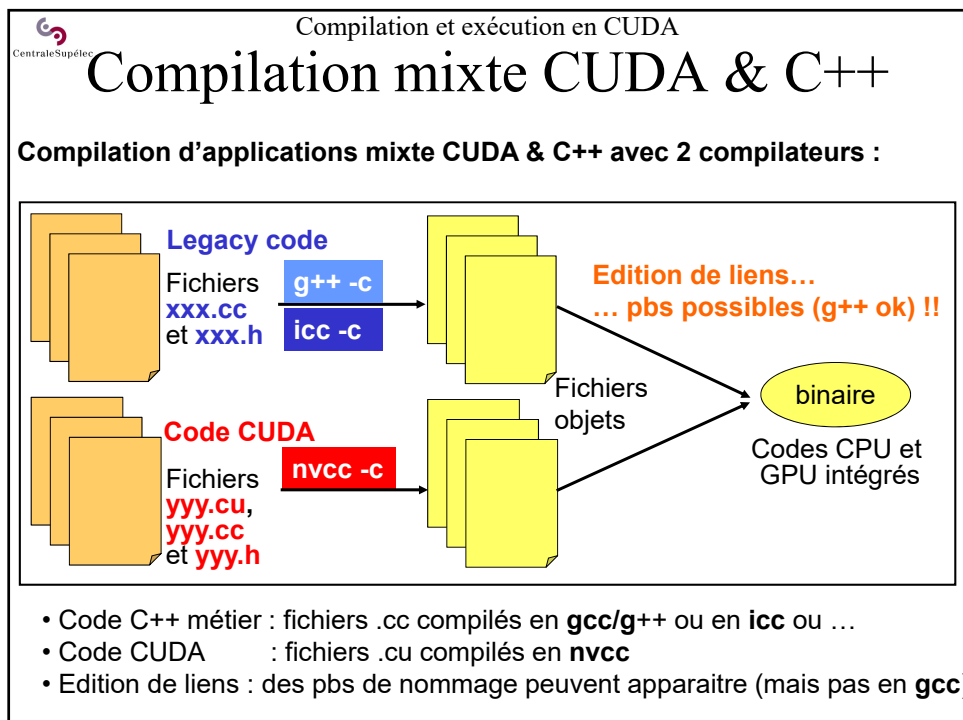 CentraleSupélec
Compilation et exécution en CUDA
Compilation mixte CUDA & C++
Compilation d'applications mixte CUDA & C++ avec 2 compilateurs :
Legacy code
Fichiers
xxx.cc
et xxx.h
g++ -c
icc -c
Edition de liens…
… pbs possibles (g++ ok) !!
Fichiers
objets
binaire
Codes CPU et
GPU intégrés
Code CUDA
Fichiers
yyy.cu,
yyy.cc
et yyy.h
nvcc -c
• Code C++ métier : fichiers .cc compilés en gcc/g++ ou en icc ou …
• Code CUDA : fichiers .cu compilés en nvcc
• Edition de liens : des pbs de nommage peuvent apparaitre (mais pas en gcc)